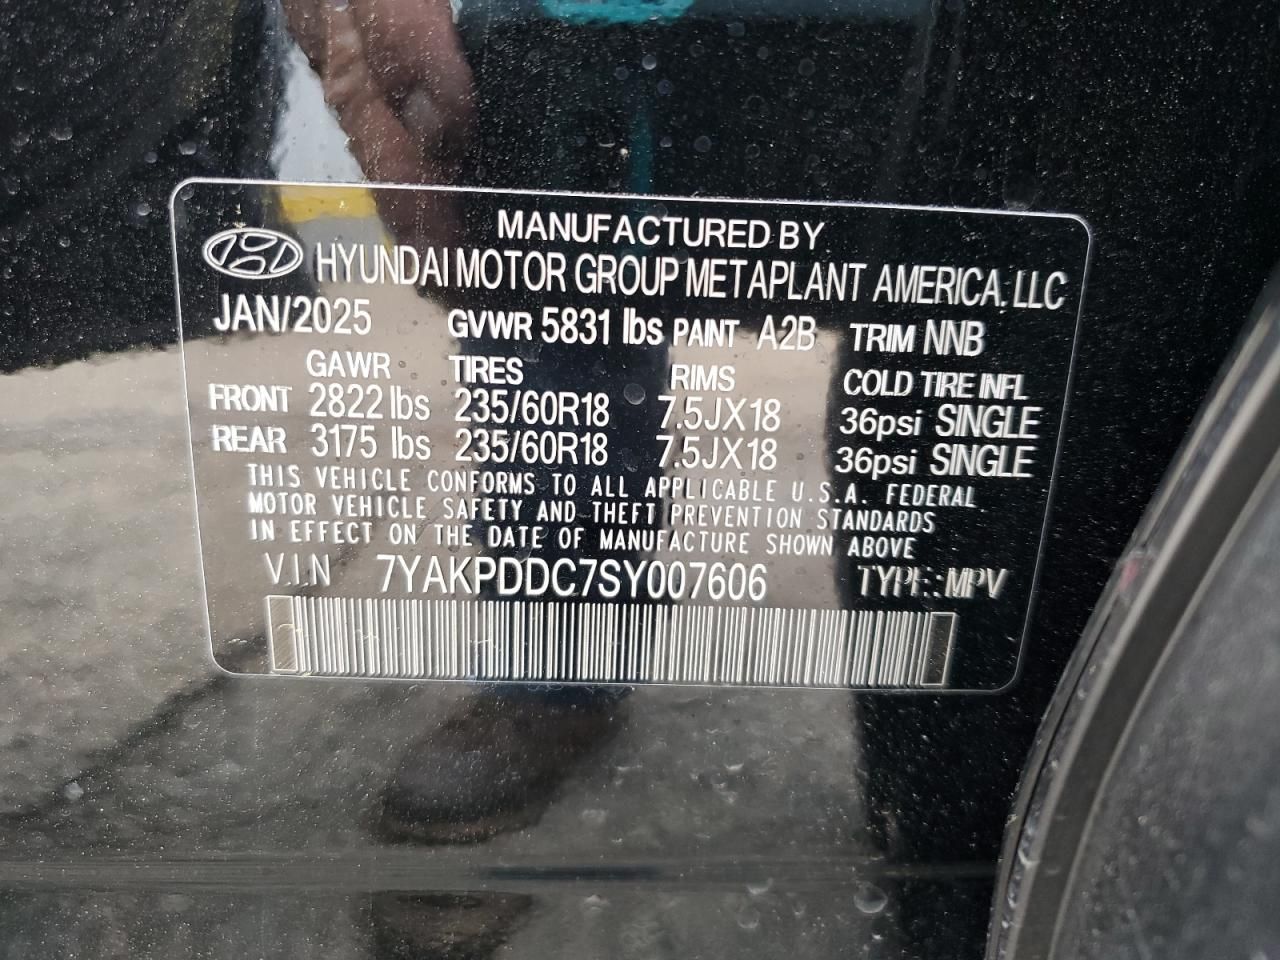 MANUFACTURED BY
HYUNDAI MOTOR GROUP METAPLANT AMERICA, LLC
JAN/2025 GVWR 5831 lbs PAINT A2B TRIM NNB
GAWR TIRES RIMS COLD TIRE INFL
FRONT 2822 lbs 235/60R18 7.5JX18 36psi SINGLE
REAR 3175 lbs 235/60R18 7.5JX18 36psi SINGLE
THIS VEHICLE CONFORMS TO ALL APPLICABLE U.S.A. FEDERAL
MOTOR VEHICLE SAFETY AND THEFT PREVENTION STANDARDS
IN EFFECT ON THE DATE OF MANUFACTURE SHOWN ABOVE
V.I.N 7YAKPDDC7SY007606 TYPE::MPV